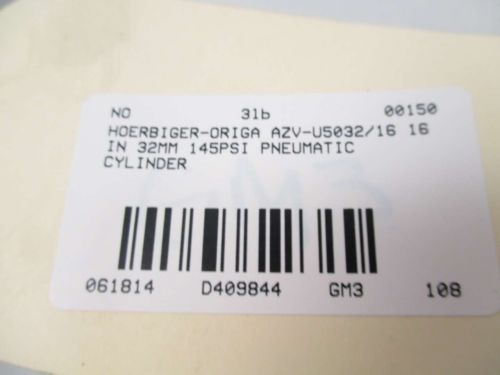 NO 31b 00150
HOERBIGER-ORIGA AZV-U5032/16 16
IN 32MM 145PSI PNEUMATIC
CYLINDER
061814 D409844 GM3 108